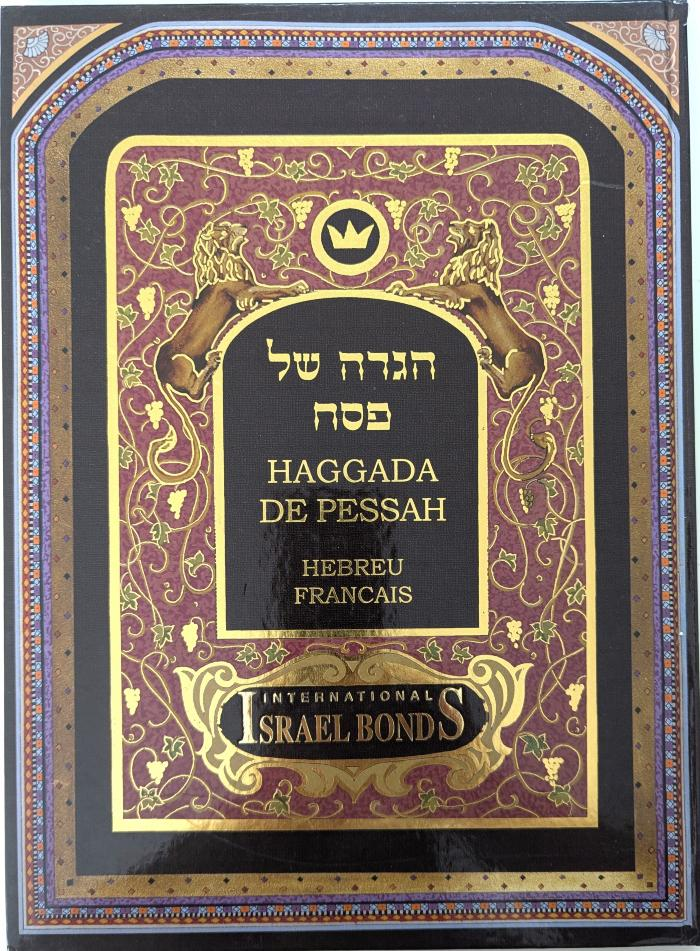 הגדה של
פסח
HAGGADA
DE PESSAH
HEBREU
FRANCAIS
INTERNATIONAL
ISRAEL BONDS